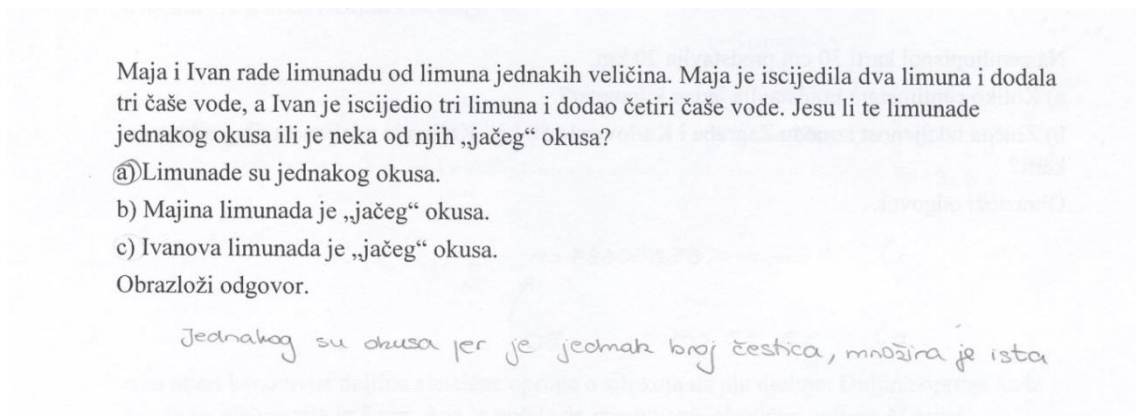 Maja i Ivan rade limunadu od limuna jednakih veličina. Maja je iscijedila dva limuna i dodala
tri čaše vode, a Ivan je iscijedio tri limuna i dodao četiri čaše vode. Jesu li te limunade
jednakog okusa ili je neka od njih „jačeg“ okusa?
a) Limunade su jednakog okusa.
b) Majina limunada je „jačeg“ okusa.
c) Ivanova limunada je „jačeg“ okusa.
Obrazloži odgovor.
Jednakog su okusa jer je jednak broj čestica, množina je ista